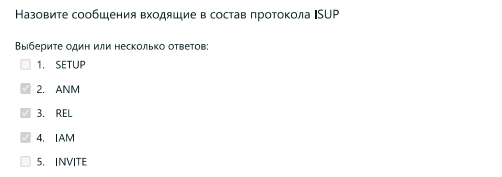 Назовите сообщения входящие в состав протокола ISUP
Выберите один или несколько ответов:
1. SETUP
2. ANM
3. REL
4. IAM
5. INVITE